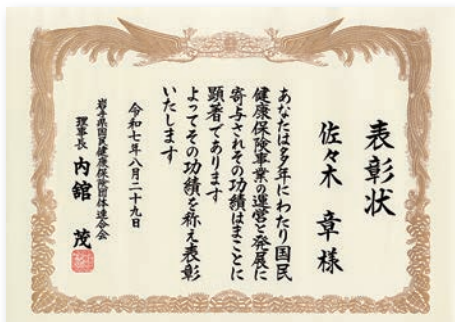 表彰状
佐々木 章 様
あなたは多年にわたり国民
健康保険事業の運営と発展に
寄与されその功績はまことに
顕著であります
よってその功績を称え表彰
いたします
令和七年八月二十九日
岩手県国民健康保険団体連合会
理事長 内舘 茂